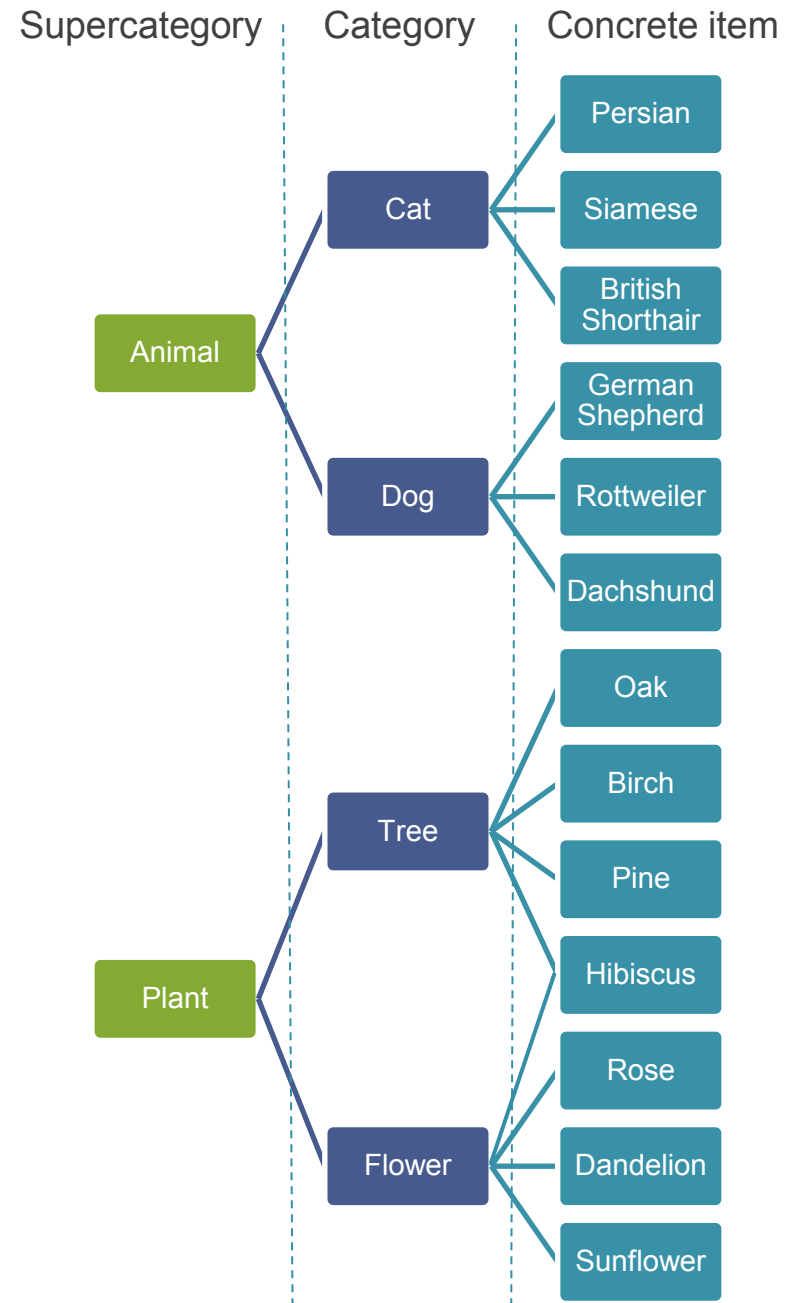 Supercategory
Category
Concrete item
Persian
Cat
Siamese
British
Shorthair
Animal
German
Shepherd
Dog
Rottweiler
Dachshund
Oak
Birch
Tree
Pine
Hibiscus
Plant
Rose
Flower
Dandelion
Sunflower